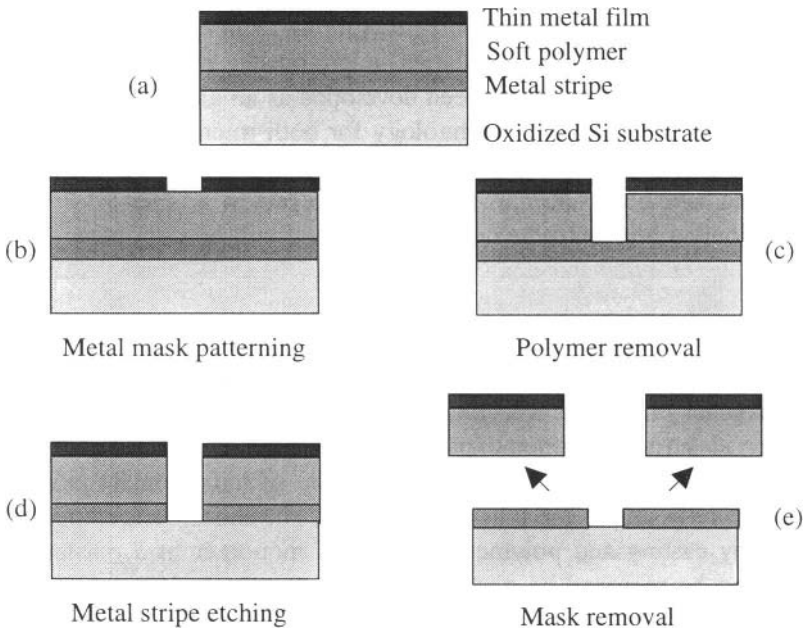 Thin metal film
Soft polymer
(a)
Metal stripe
Oxidized Si substrate
(b)
(c)
Metal mask patterning
Polymer removal
(d)
(e)
Metal stripe etching
Mask removal